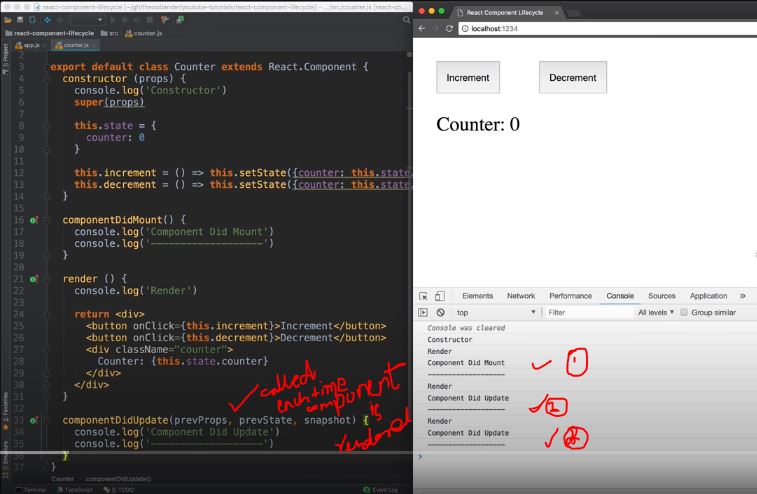 react-component-lifecycle [~/gh/theoutlander/youtube-tutorials/react-component-lifecycle] - .../src/counter.js [react-co...
react-component-lifecycle
src
counter.js
app.js
counter.js
1: Project
2: Favorites
2
3
4
5
6
7
8
9
10
11
12
13
14
15
16
17
18
19
20
21
22
23
24
25
26
27
28
29
30
31
32
33
34
35
36
37
export default class Counter extends React.Component {
constructor (props) {
console.log('Constructor')
super(props)
this.state = {
counter: 0
}
this.increment = () => this.setState({counter: this.state
this.decrement = () => this.setState({counter: this.state.
}
componentDidMount() {
console.log('Component Did Mount')
console.log('-------------------')
}
render () {
console.log('Render')
return <div>
<button onClick={this.increment}>Increment</button>
<button onClick={this.decrement}>Decrement</button>
<div className="counter">
Counter: {this.state.counter}
</div>
</div>
}
called
each time
component
is
rendered
componentDidUpdate(prevProps, prevState, snapshot) {
console.log('Component Did Update')
console.log('-------------------')
}
}
Counter
componentDidUpdate()
Terminal
TypeScript
6: TODO
Event Log
React Component Lifecycle
localhost:1234
Increment
Decrement
Counter: 0
Elements
Network
Performance
Console
Sources
Application
»
top
Filter
All levels
Group similar
Console was cleared
Constructor
Render
Component Did Mount
-------------------
1
Render
Component Did Update
-------------------
Render
Component Did Update
-------------------
>